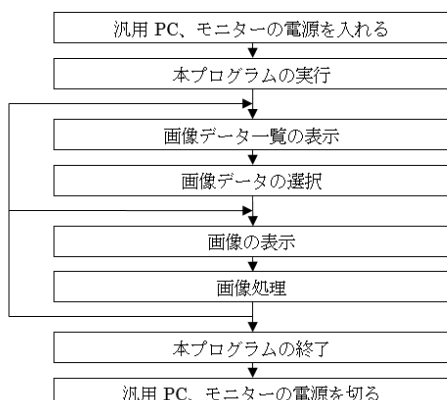 汎用 PC、モニターの電源を入れる
本プログラムの実行
画像データ一覧の表示
画像データの選択
画像の表示
画像処理
本プログラムの終了
汎用 PC、モニターの電源を切る